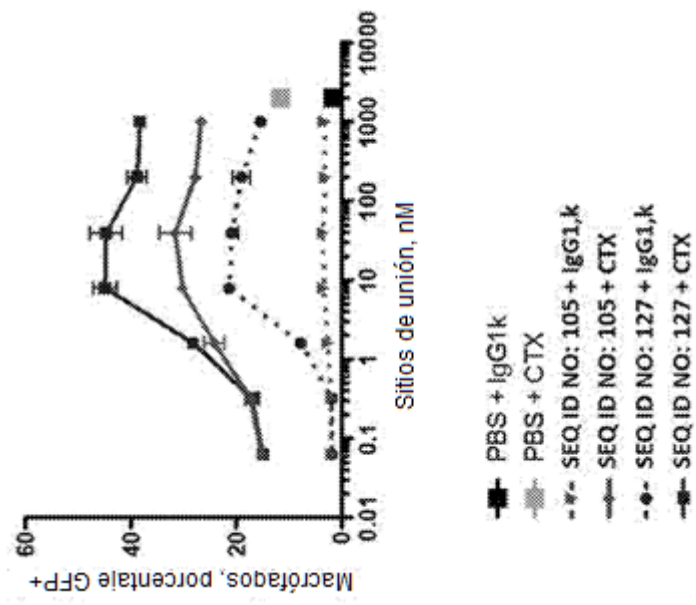 Macrófagos, porcentaje GFP+
60
40
20
0
0.01
0.1
1
10
100
1000
10000
Sitios de unión, nM
PBS + IgG1k
PBS + CTX
SEQ ID NO: 105 + IgG1,k
SEQ ID NO: 105 + CTX
SEQ ID NO: 127 + IgG1,k
SEQ ID NO: 127 + CTX